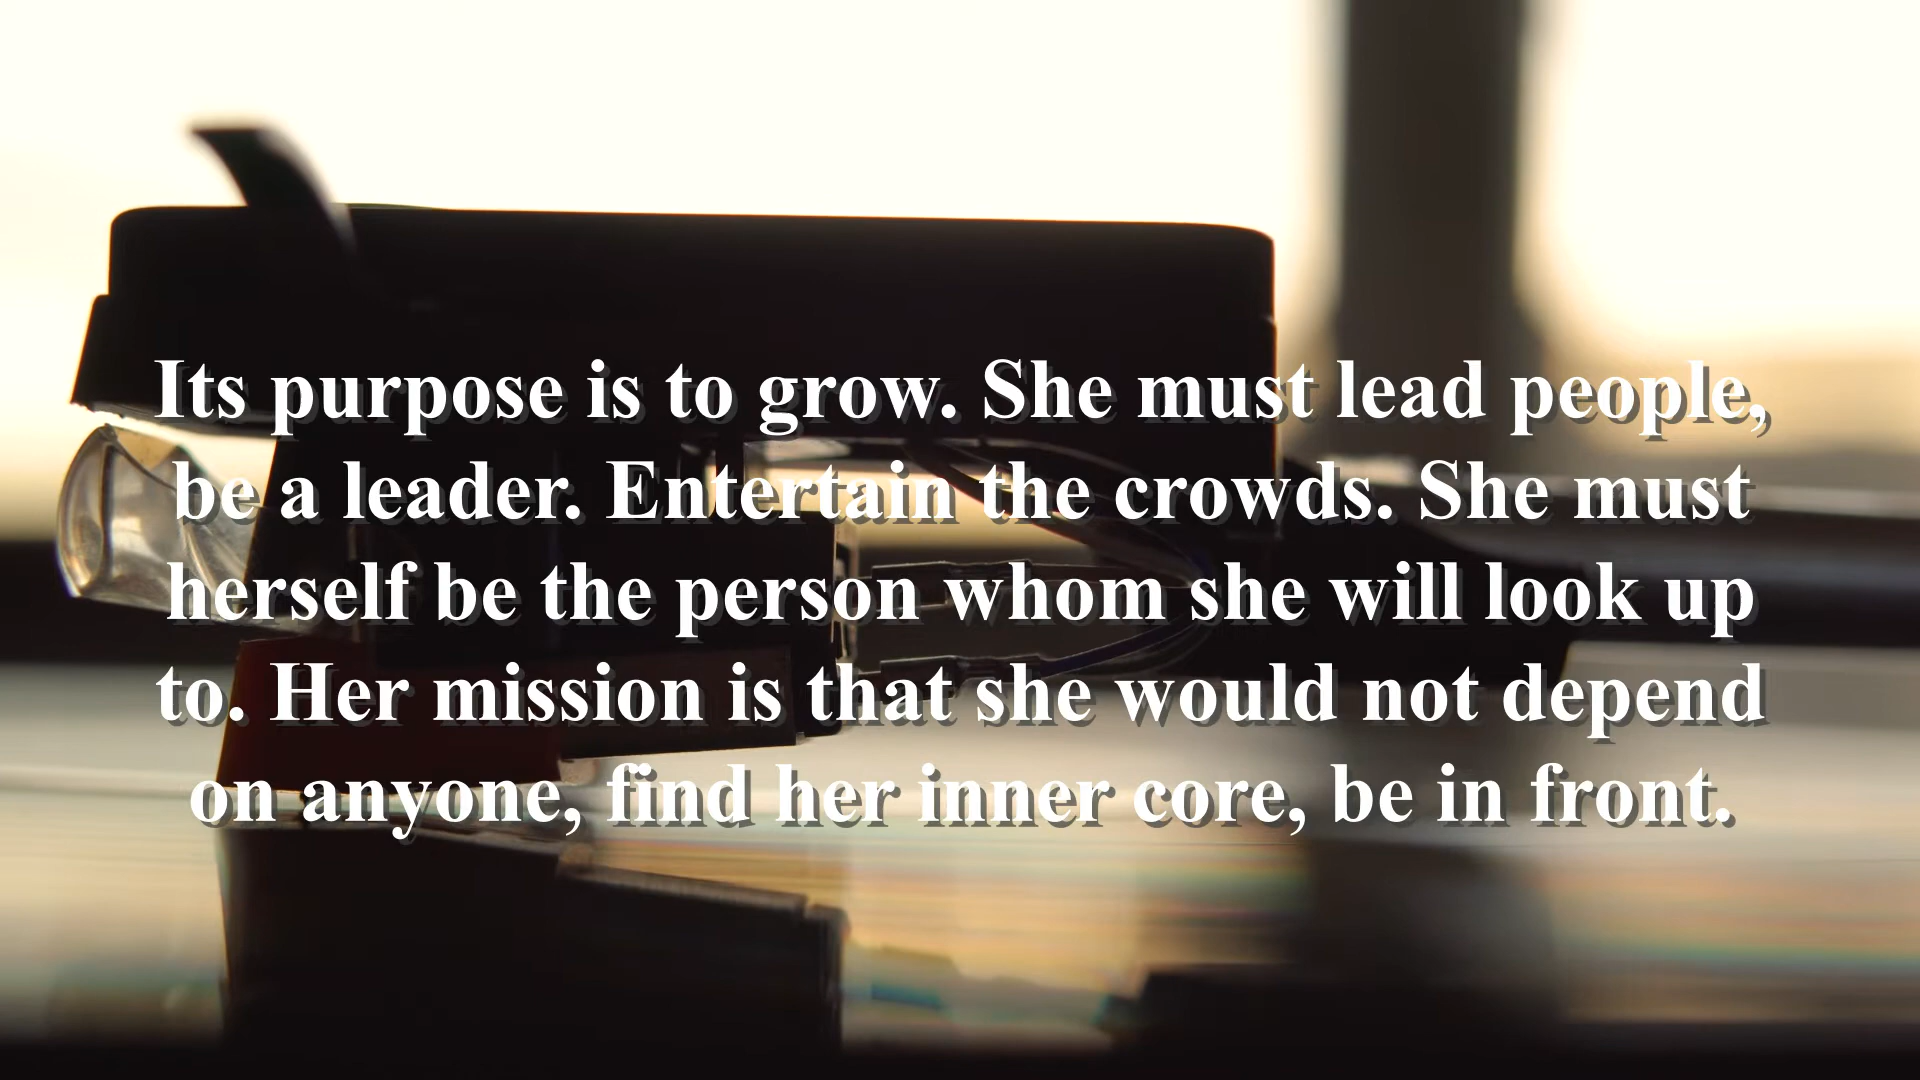 Its purpose is to grow. She must lead people,
be a leader. Entertain the crowds. She must
herself be the person whom she will look up
to. Her mission is that she would not depend
on anyone, find her inner core, be in front.